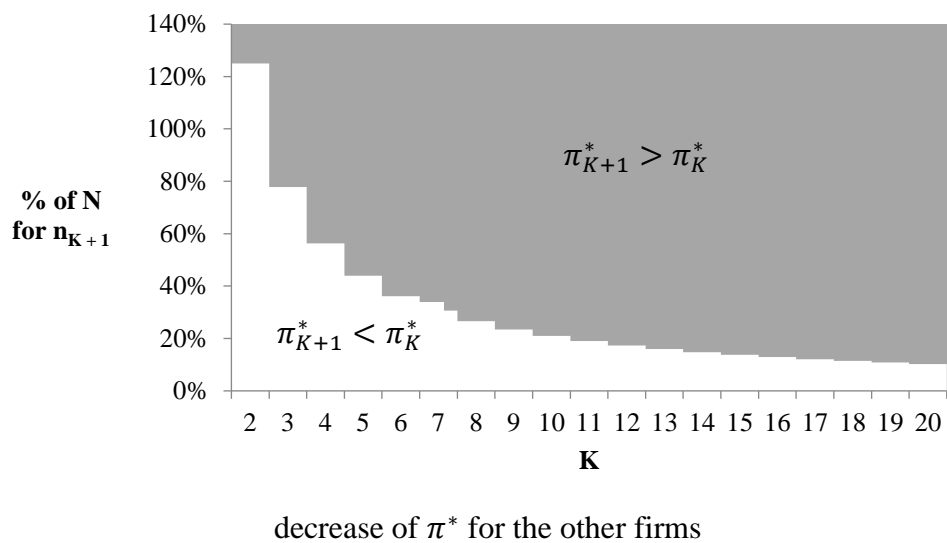 140%
120%
100%
80%
60%
40%
20%
0%
% of N
for n_{K+1}
π*_{K+1} > π*_K
π*_{K+1} < π*_K
2 3 4 5 6 7 8 9 10 11 12 13 14 15 16 17 18 19 20
K
decrease of π* for the other firms